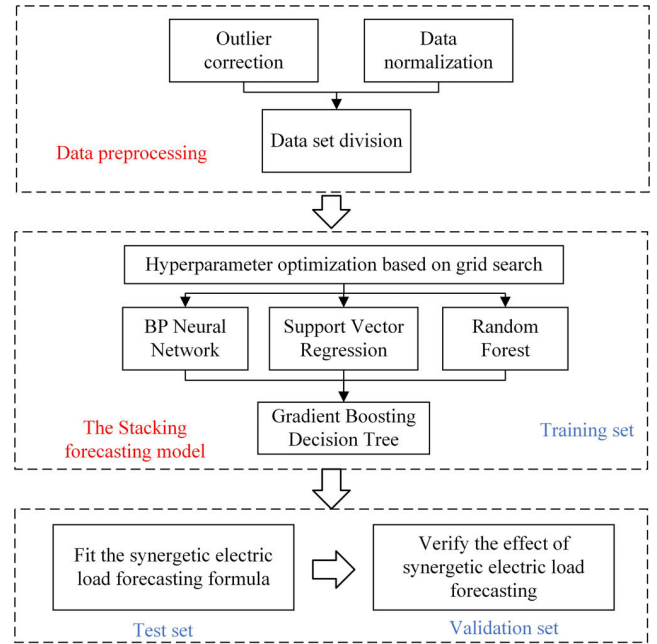 Outlier
correction
Data
normalization
Data set division
Data preprocessing
Hyperparameter optimization based on grid search
BP Neural
Network
Support Vector
Regression
Random
Forest
Gradient Boosting
Decision Tree
The Stacking
forecasting model
Training set
Fit the synergetic electric
load forecasting formula
Verify the effect of
synergetic electric load
forecasting
Test set
Validation set